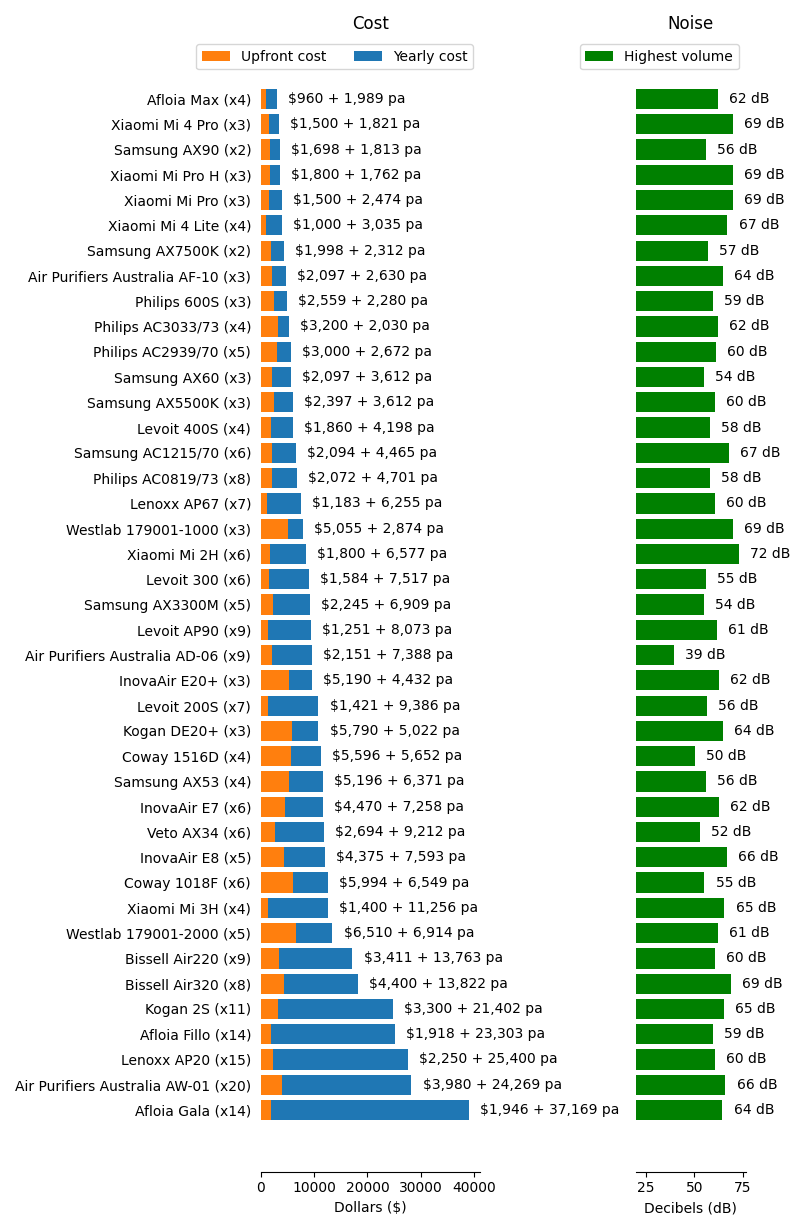 Cost Noise
Upfront cost Yearly cost Highest volume
Afloia Max (x4) $960 + 1,989 pa 62 dB
Xiaomi Mi 4 Pro (x3) $1,500 + 1,821 pa 69 dB
Samsung AX90 (x2) $1,698 + 1,813 pa 56 dB
Xiaomi Mi Pro H (x3) $1,800 + 1,762 pa 69 dB
Xiaomi Mi Pro (x3) $1,500 + 2,474 pa 69 dB
Xiaomi Mi 4 Lite (x4) $1,000 + 3,035 pa 67 dB
Samsung AX7500K (x2) $1,998 + 2,312 pa 57 dB
Air Purifiers Australia AF-10 (x3) $2,097 + 2,630 pa 64 dB
Philips 600S (x3) $2,559 + 2,280 pa 59 dB
Philips AC3033/73 (x4) $3,200 + 2,030 pa 62 dB
Philips AC2939/70 (x5) $3,000 + 2,672 pa 60 dB
Samsung AX60 (x3) $2,097 + 3,612 pa 54 dB
Samsung AX5500K (x3) $2,397 + 3,612 pa 60 dB
Levoit 400S (x4) $1,860 + 4,198 pa 58 dB
Samsung AC1215/70 (x6) $2,094 + 4,465 pa 67 dB
Philips AC0819/73 (x8) $2,072 + 4,701 pa 58 dB
Lenoxx AP67 (x7) $1,183 + 6,255 pa 60 dB
Westlab 179001-1000 (x3) $5,055 + 2,874 pa 69 dB
Xiaomi Mi 2H (x6) $1,800 + 6,577 pa 72 dB
Levoit 300 (x6) $1,584 + 7,517 pa 55 dB
Samsung AX3300M (x5) $2,245 + 6,909 pa 54 dB
Levoit AP90 (x9) $1,251 + 8,073 pa 61 dB
Air Purifiers Australia AD-06 (x9) $2,151 + 7,388 pa 39 dB
InovaAir E20+ (x3) $5,190 + 4,432 pa 62 dB
Levoit 200S (x7) $1,421 + 9,386 pa 56 dB
Kogan DE20+ (x3) $5,790 + 5,022 pa 64 dB
Coway 1516D (x4) $5,596 + 5,652 pa 50 dB
Samsung AX53 (x4) $5,196 + 6,371 pa 56 dB
InovaAir E7 (x6) $4,470 + 7,258 pa 62 dB
Veto AX34 (x6) $2,694 + 9,212 pa 52 dB
InovaAir E8 (x5) $4,375 + 7,593 pa 66 dB
Coway 1018F (x6) $5,994 + 6,549 pa 55 dB
Xiaomi Mi 3H (x4) $1,400 + 11,256 pa 65 dB
Westlab 179001-2000 (x5) $6,510 + 6,914 pa 61 dB
Bissell Air220 (x9) $3,411 + 13,763 pa 60 dB
Bissell Air320 (x8) $4,400 + 13,822 pa 69 dB
Kogan 2S (x11) $3,300 + 21,402 pa 65 dB
Afloia Fillo (x14) $1,918 + 23,303 pa 59 dB
Lenoxx AP20 (x15) $2,250 + 25,400 pa 60 dB
Air Purifiers Australia AW-01 (x20) $3,980 + 24,269 pa 66 dB
Afloia Gala (x14) $1,946 + 37,169 pa 64 dB
0 10000 20000 30000 40000 25 50 75
Dollars ($) Decibels (dB)